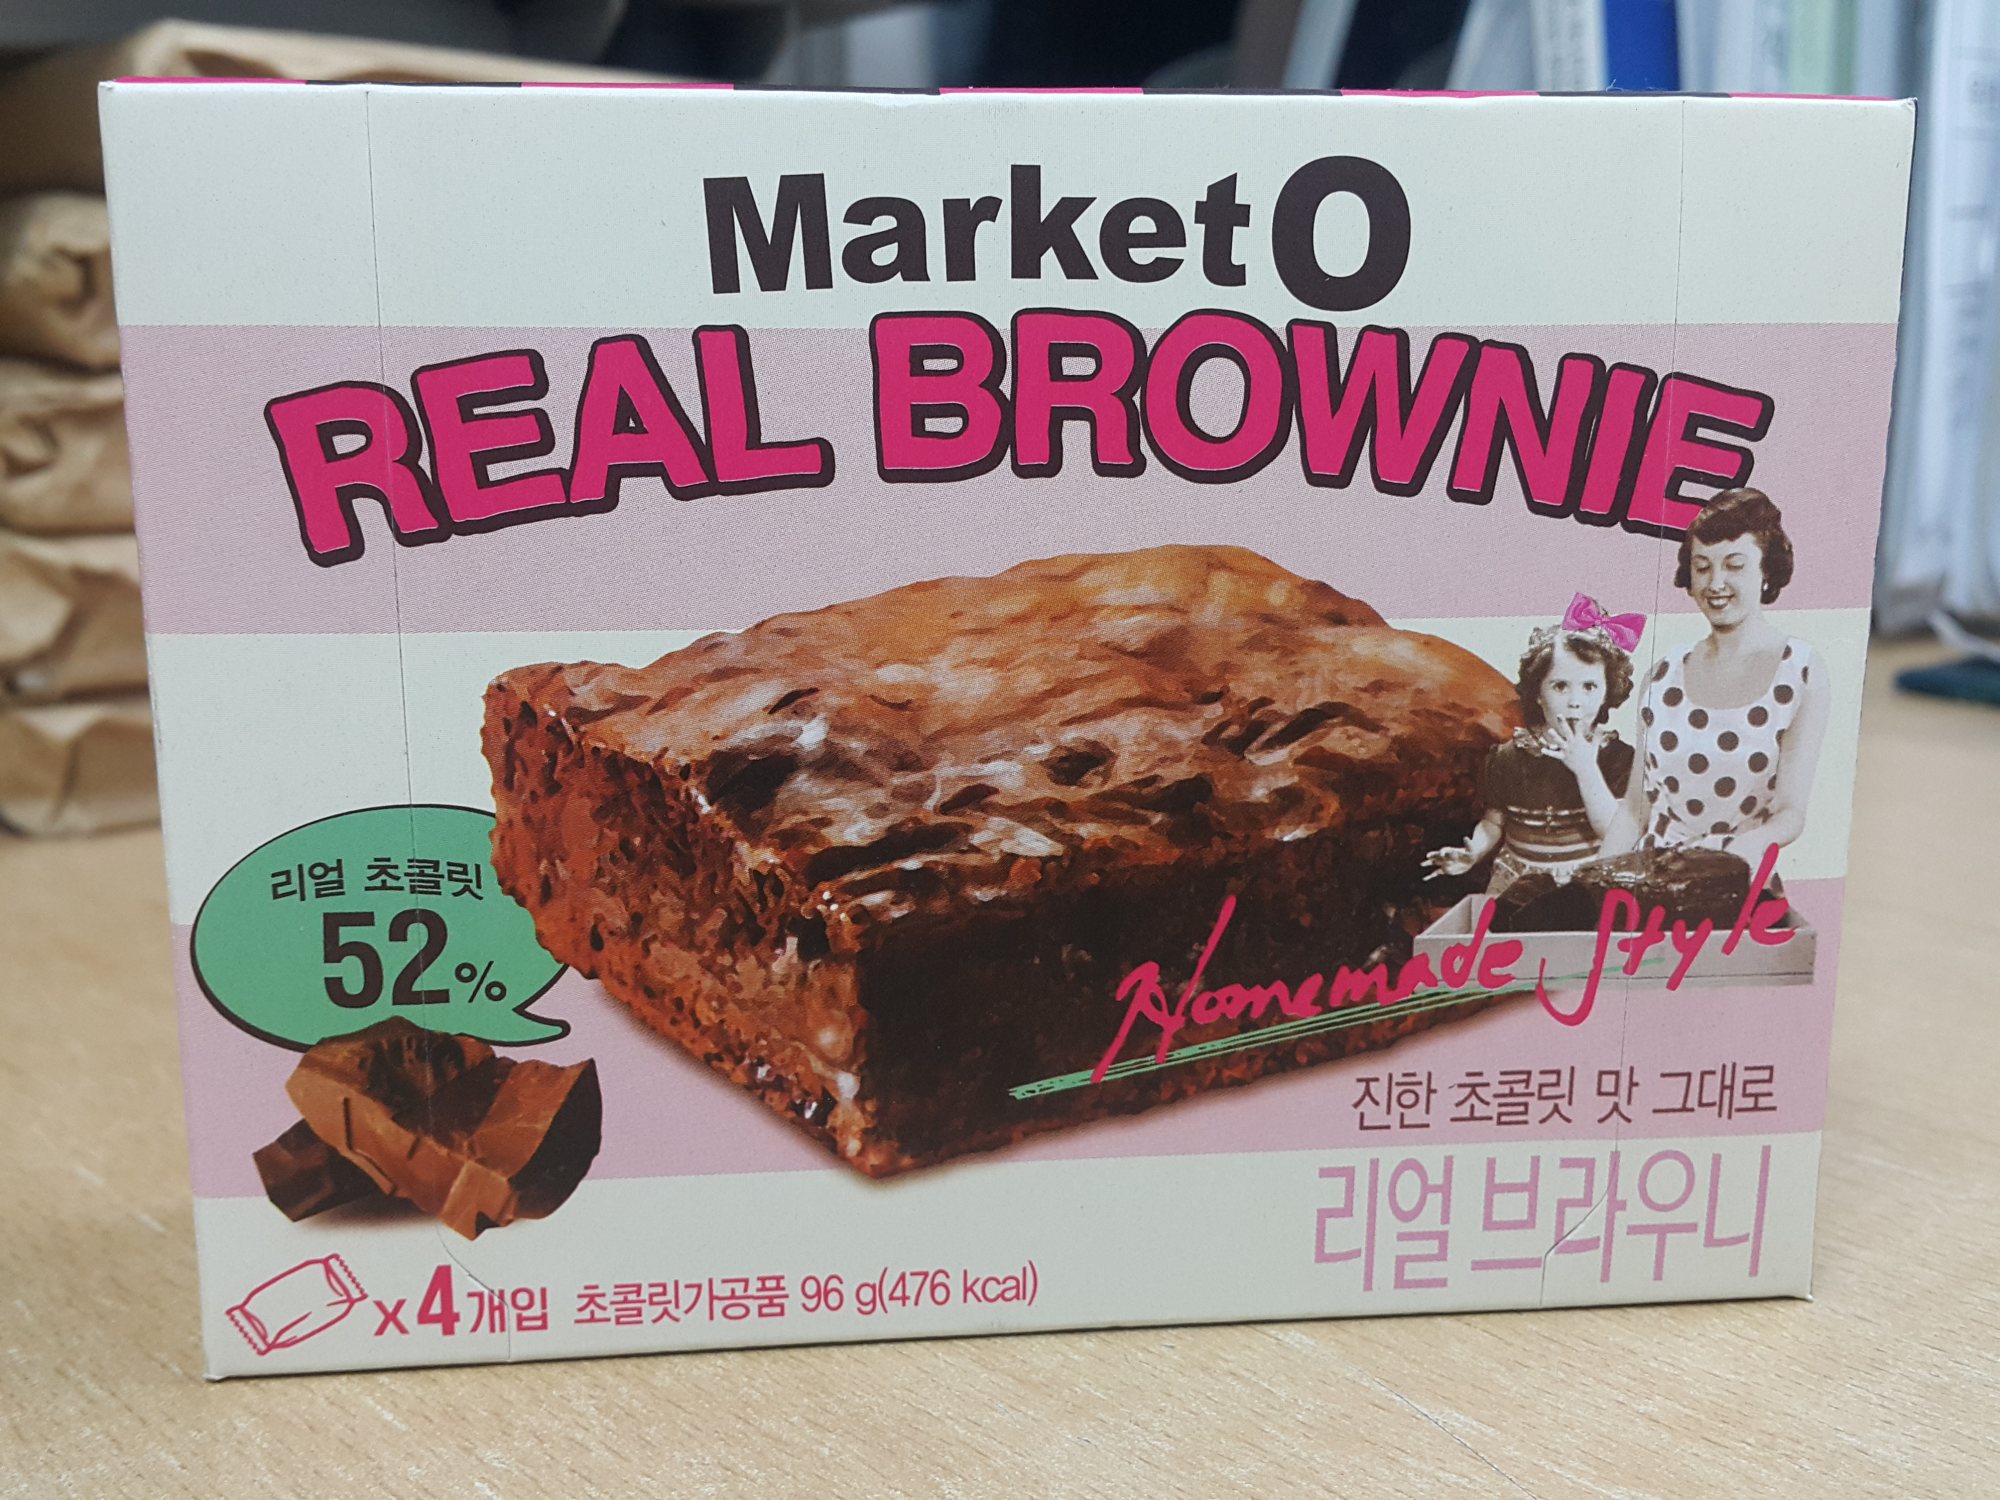 Market O
REAL BROWNIE
리얼 초콜릿
52%
Homemade Style
진한 초콜릿 맛 그대로
리얼 브라우니
x4개입 초콜릿가공품 96 g(476 kcal)